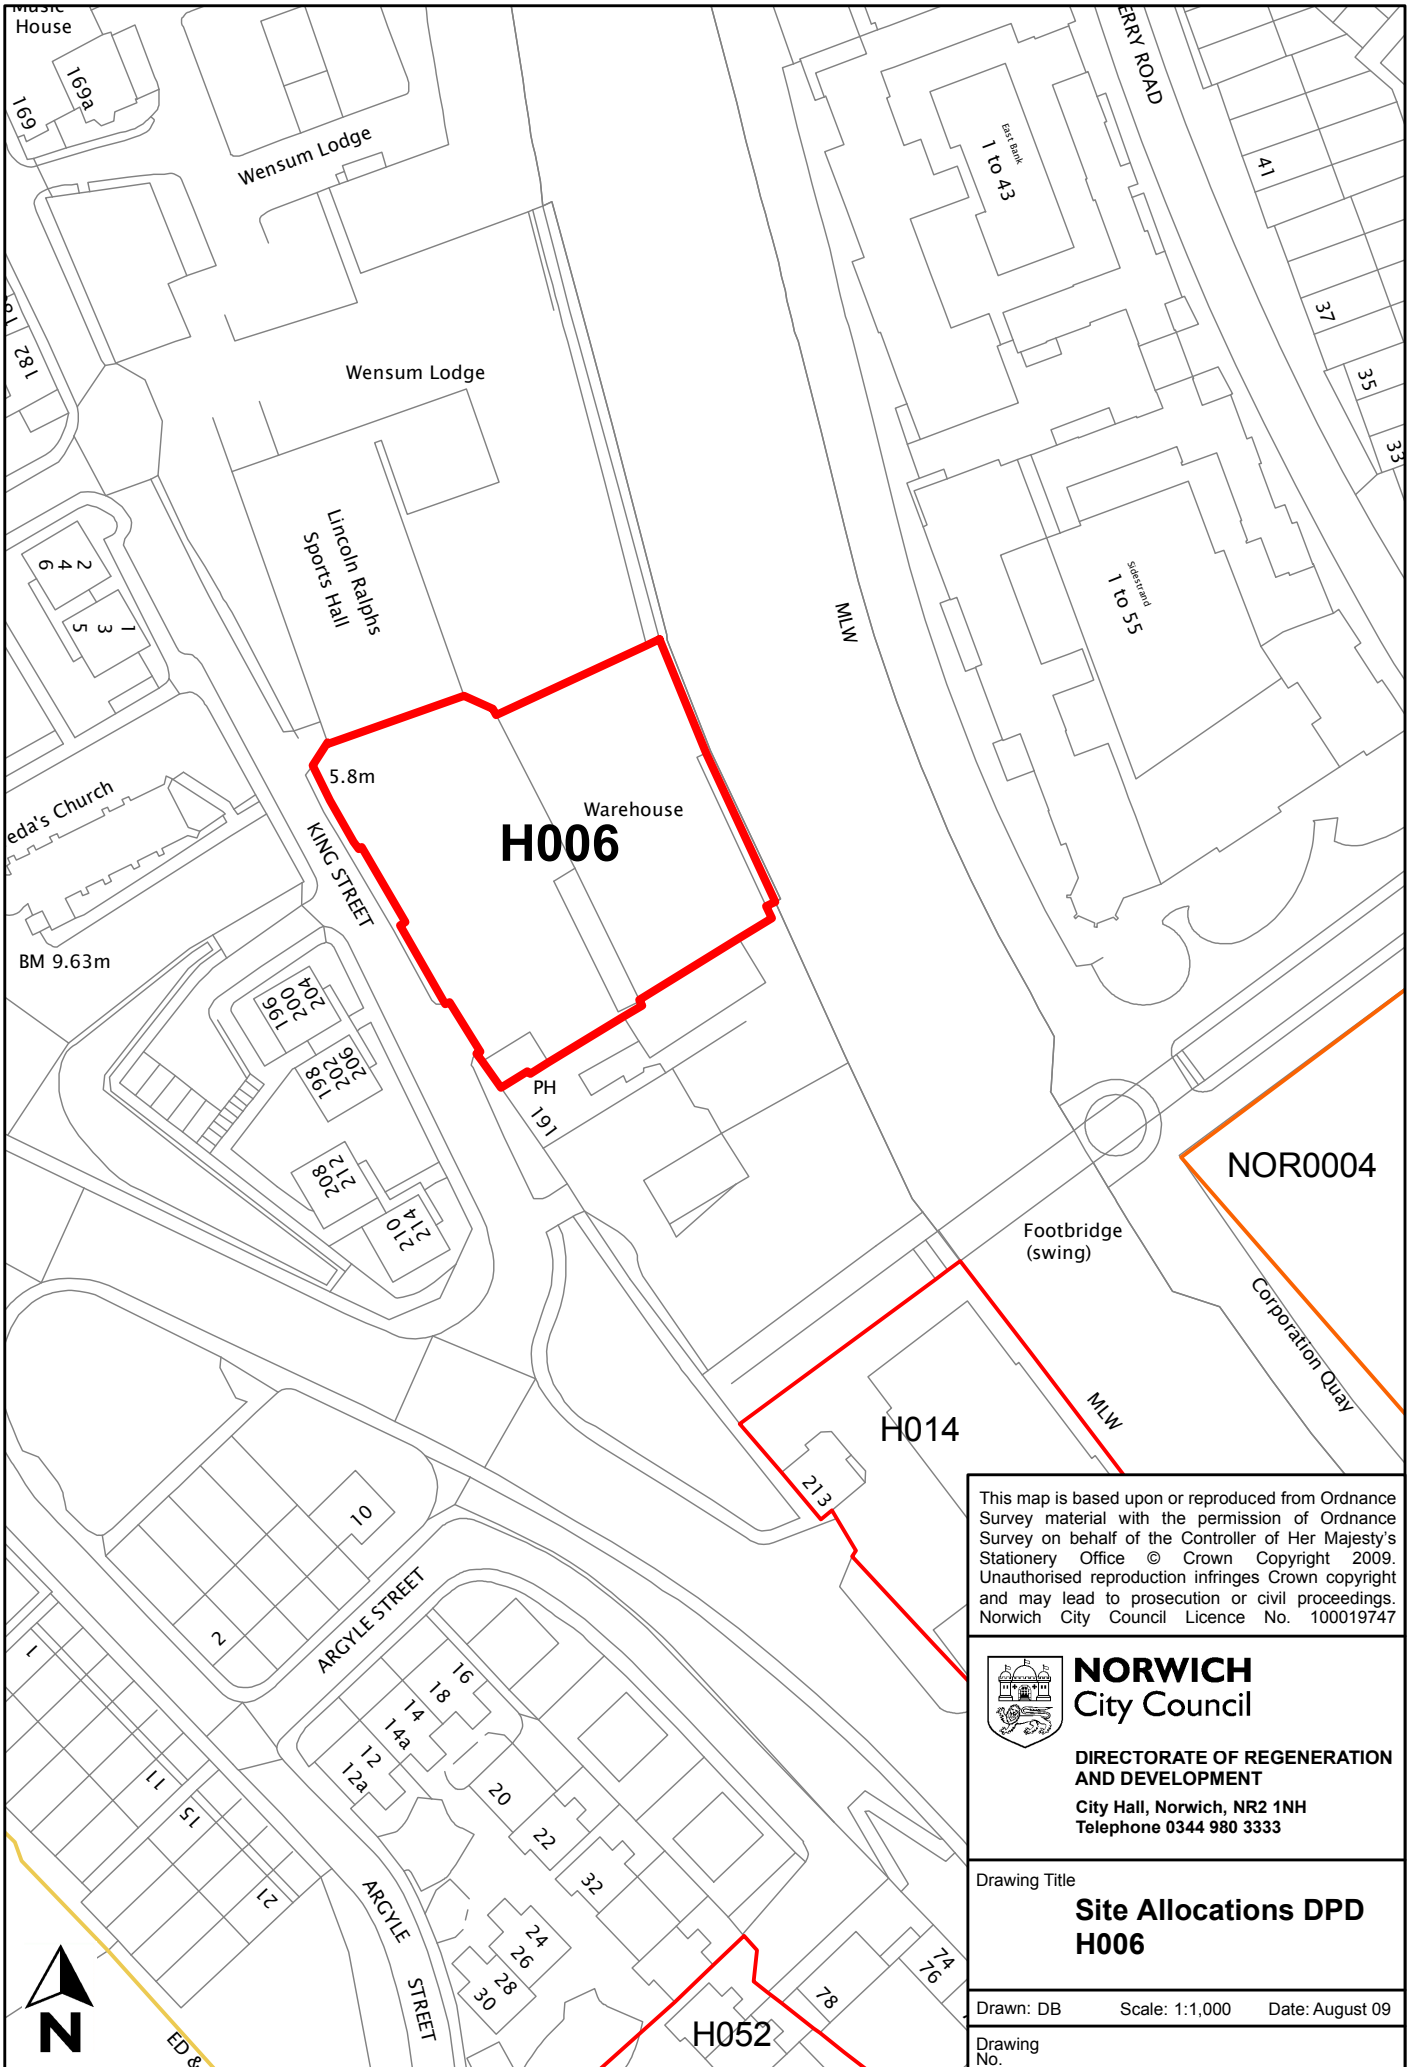 Music
House
169a
169
Wensum Lodge
ERRY ROAD
East Bank
1 to 43
41
37
35
33
182
Wensum Lodge
Lincoln Ralphs
Sports Hall
2
4
6
1
3
5
MLW
Sidestrand
1 to 55
5.8m
eda's Church
KING STREET
Warehouse
H006
BM 9.63m
204
200
196
206
202
198
PH
161
212
208
214
210
NOR0004
Footbridge
(swing)
Corporation Quay
MLW
H014
213
10
2
ARGYLE STREET
1
11
15
21
16
18
14
14a
12
12a
20
22
32
24
26
28
30
ARGYLE
STREET
78
74
76
H052
ED &
N
This map is based upon or reproduced from Ordnance
Survey material with the permission of Ordnance
Survey on behalf of the Controller of Her Majesty's
Stationery Office © Crown Copyright 2009.
Unauthorised reproduction infringes Crown copyright
and may lead to prosecution or civil proceedings.
Norwich City Council Licence No. 100019747
NORWICH
City Council
DIRECTORATE OF REGENERATION
AND DEVELOPMENT
City Hall, Norwich, NR2 1NH
Telephone 0344 980 3333
Drawing Title
Site Allocations DPD
H006
Drawn: DB Scale: 1:1,000 Date: August 09
Drawing
No.